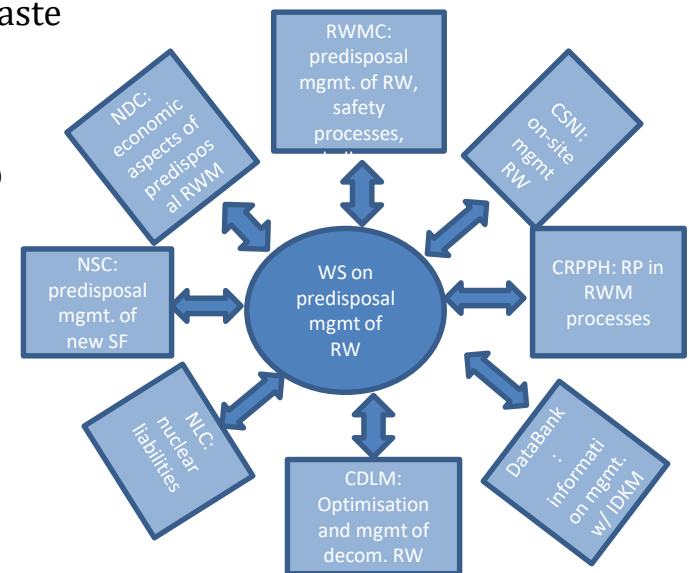 aste
RWMC:
predisposal
mgmt. of RW,
safety
processes,
NDC:
economic
aspects of
predispos
al RWM
CSNI:
on-site
mgmt
RW
NSC:
predisposal
mgmt. of
new SF
WS on
predisposal
mgmt of
RW
CRPPH: RP in
RWM
processes
NLC:
nuclear
liabilities
CDLM:
Optimisation
and mgmt of
decom. RW
DataBank
:
informati
on mgmt.
w/ IDKM